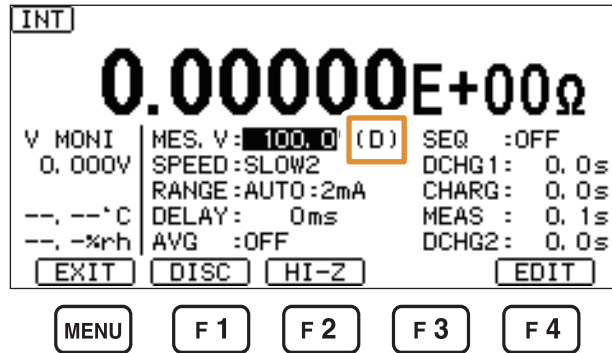 INT
0.00000E+00Ω
V MONI MES. V: 100.0 (D) SEQ :OFF
0.000V SPEED:SLOW2 DCHG1: 0.0s
RANGE:AUTO:2mA CHARG: 0.0s
--.--°C DELAY: 0ms MEAS : 0.1s
--.-%rh AVG :OFF DCHG2: 0.0s
EXIT DISC HI-Z EDIT
MENU F1 F2 F3 F4